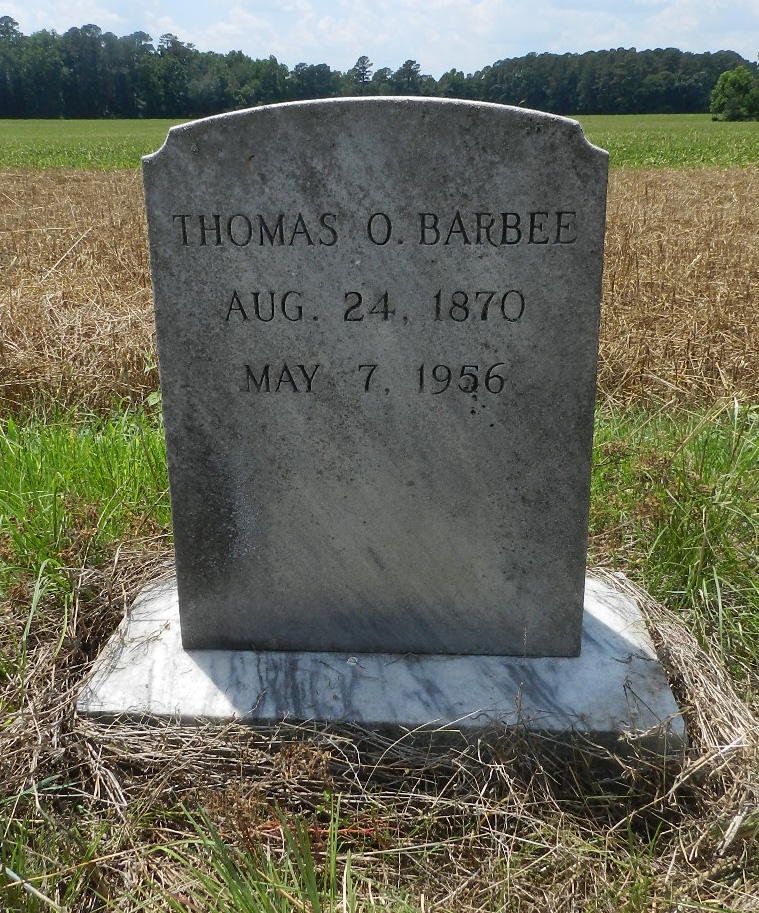 THOMAS O. BARBEE
AUG. 24, 1870
MAY 7, 1956